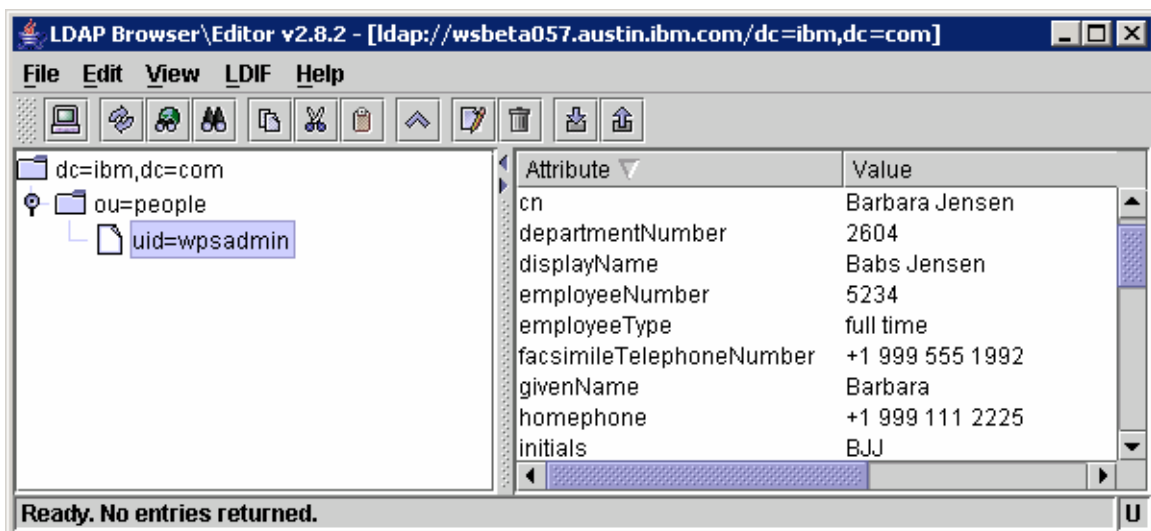 LDAP Browser\Editor v2.8.2 - [ldap://wsbeta057.austin.ibm.com/dc=ibm,dc=com]
File Edit View LDIF Help
dc=ibm,dc=com
ou=people
uid=wpsadmin
Attribute Value
cn Barbara Jensen
departmentNumber 2604
displayName Babs Jensen
employeeNumber 5234
employeeType full time
facsimileTelephoneNumber +1 999 555 1992
givenName Barbara
homephone +1 999 111 2225
initials BJJ
Ready. No entries returned. U